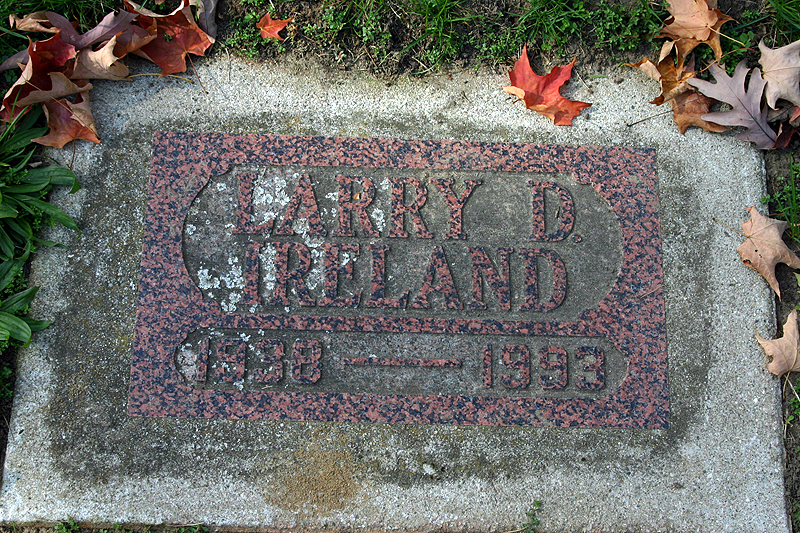 LARRY D.
IRELAND
1938 — 1993